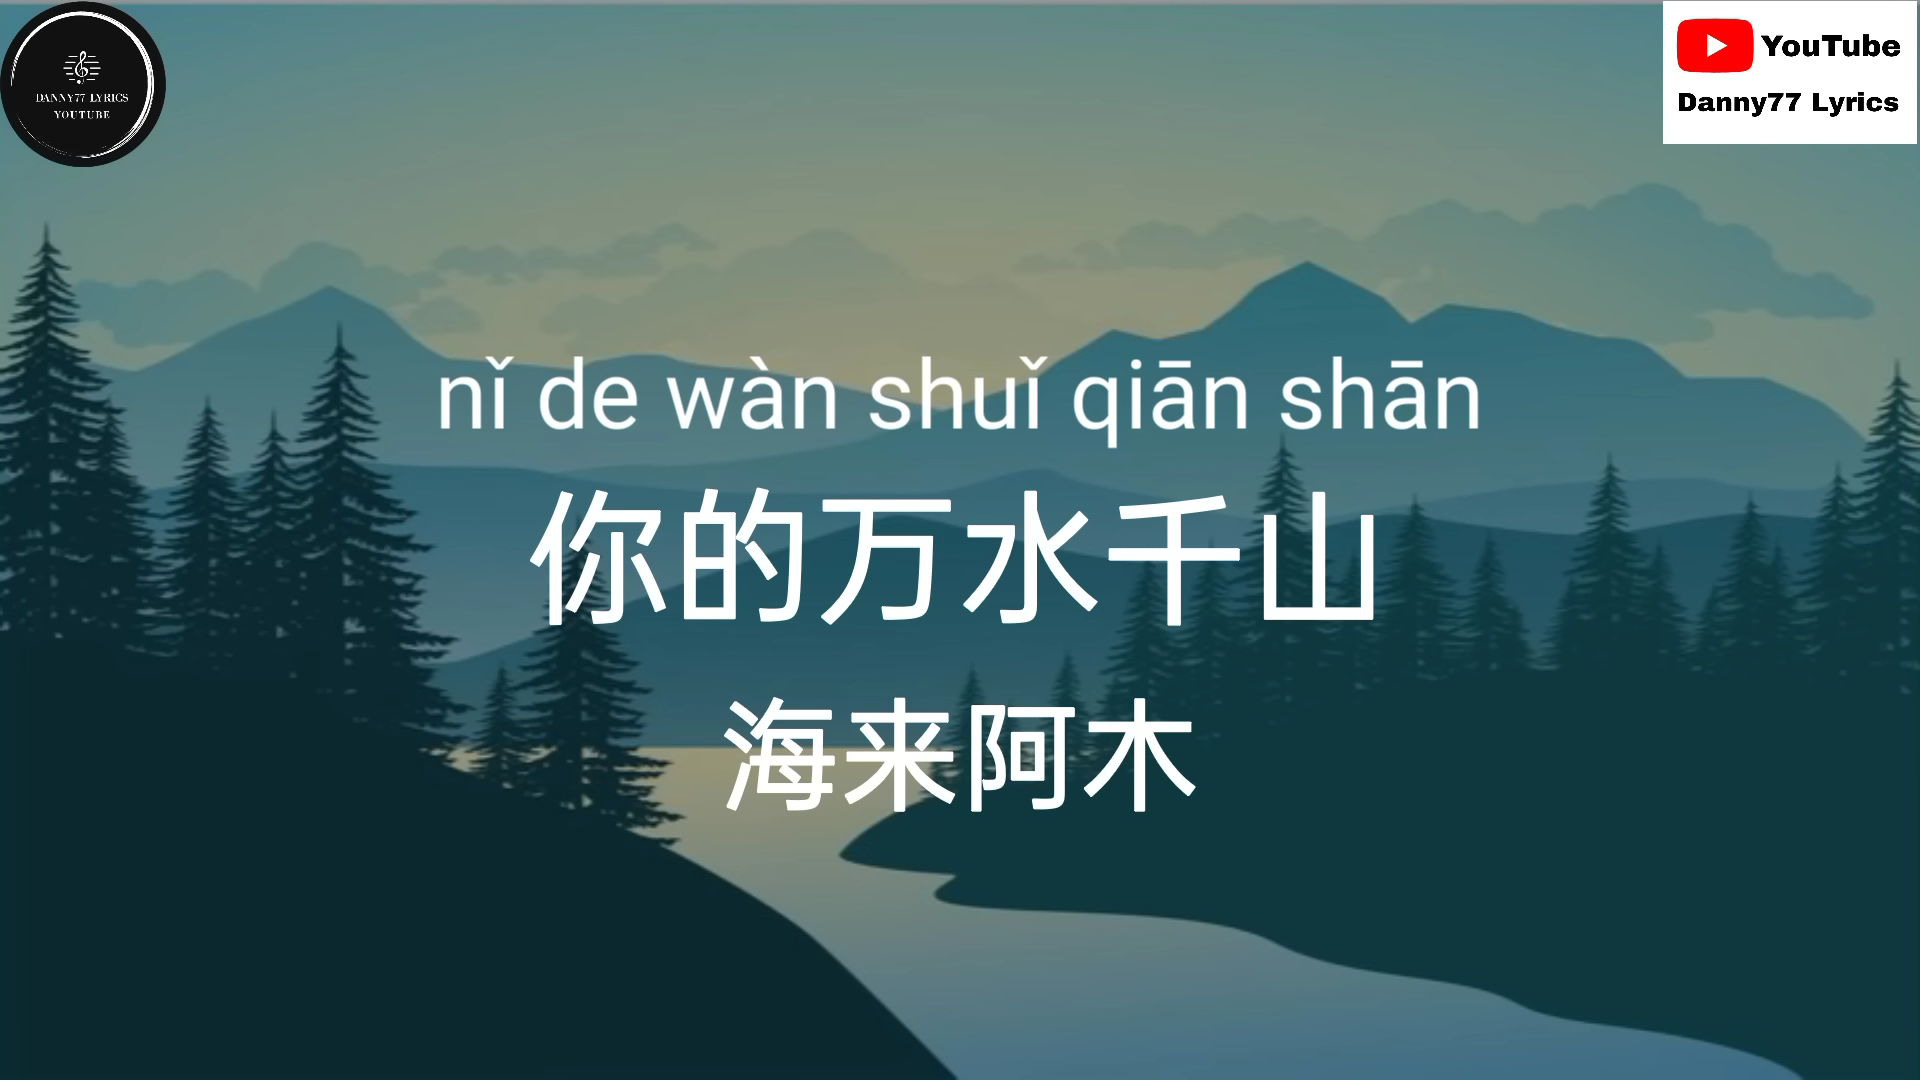 DANNY77 LYRICS
YOUTUBE
YouTube
Danny77 Lyrics
nǐ de wàn shuǐ qiān shān
你的万水千山
海来阿木